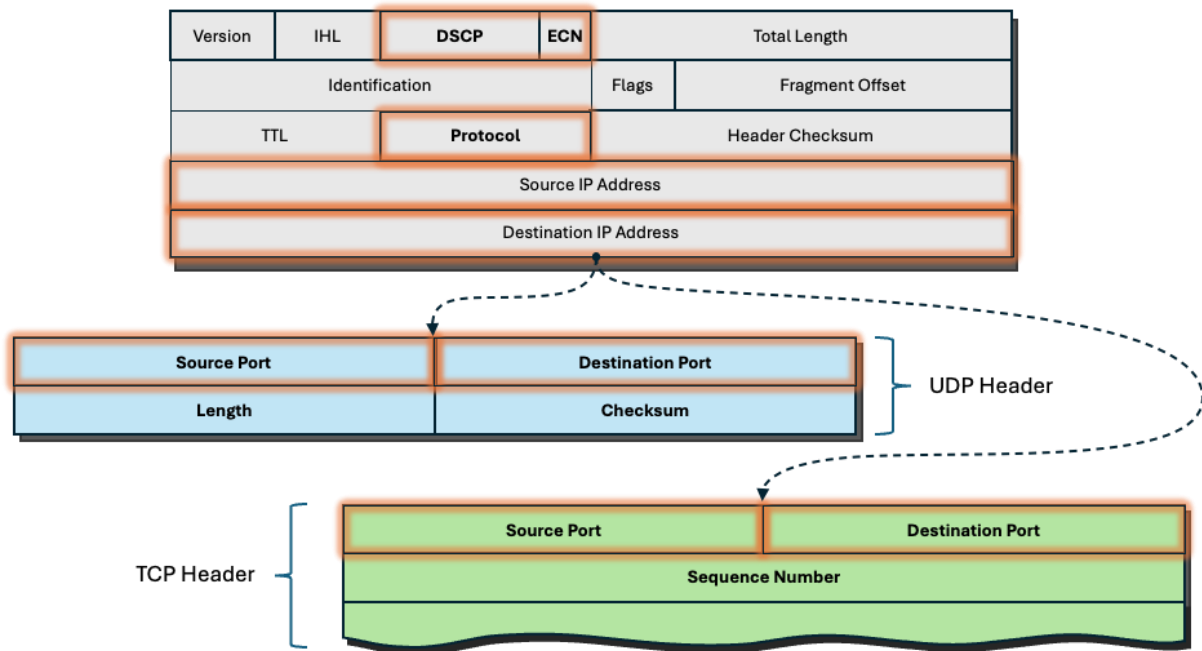 Version IHL DSCP ECN Total Length
Identification Flags Fragment Offset
TTL Protocol Header Checksum
Source IP Address
Destination IP Address
Source Port Destination Port
Length Checksum
UDP Header
Source Port Destination Port
Sequence Number
TCP Header